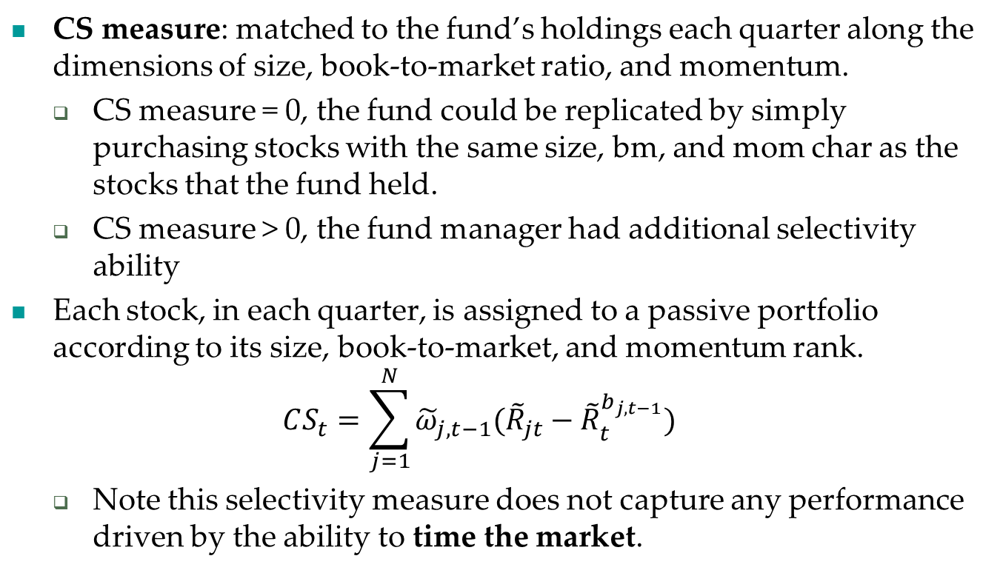 ■ CS measure: matched to the fund’s holdings each quarter along the
dimensions of size, book-to-market ratio, and momentum.
❑ CS measure = 0, the fund could be replicated by simply
purchasing stocks with the same size, bm, and mom char as the
stocks that the fund held.
❑ CS measure > 0, the fund manager had additional selectivity
ability
■ Each stock, in each quarter, is assigned to a passive portfolio
according to its size, book-to-market, and momentum rank.
$CS_t = \sum_{j=1}^{N} \tilde{\omega}_{j,t-1}(\tilde{R}_{jt} - \tilde{R}_t^{b_{j,t-1}})$
❑ Note this selectivity measure does not capture any performance
driven by the ability to time the market.